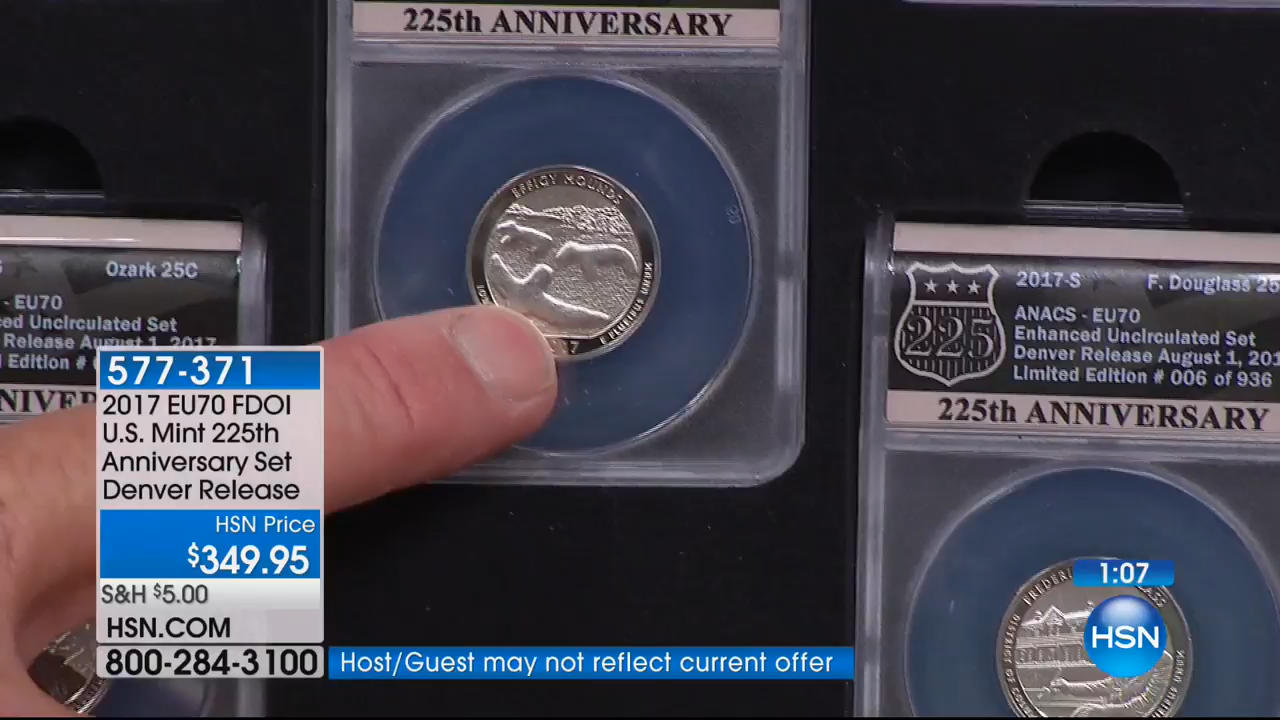 225th ANNIVERSARY
EFFIGY MOUNDS
E PLURIBUS UNUM
Ozark 25C
- EU70
ced Uncirculated Set
Release August 1, 2017
Edition #
2017-S F. Douglass 25
225
ANACS - EU70
Enhanced Uncirculated Set
Denver Release August 1, 201
Limited Edition # 006 of 936
225th ANNIVERSARY
577-371
2017 EU70 FDOI
U.S. Mint 225th
Anniversary Set
Denver Release
HSN Price
$349.95
S&H $5.00
HSN.COM
800-284-3100
Host/Guest may not reflect current offer
1:07
HSN